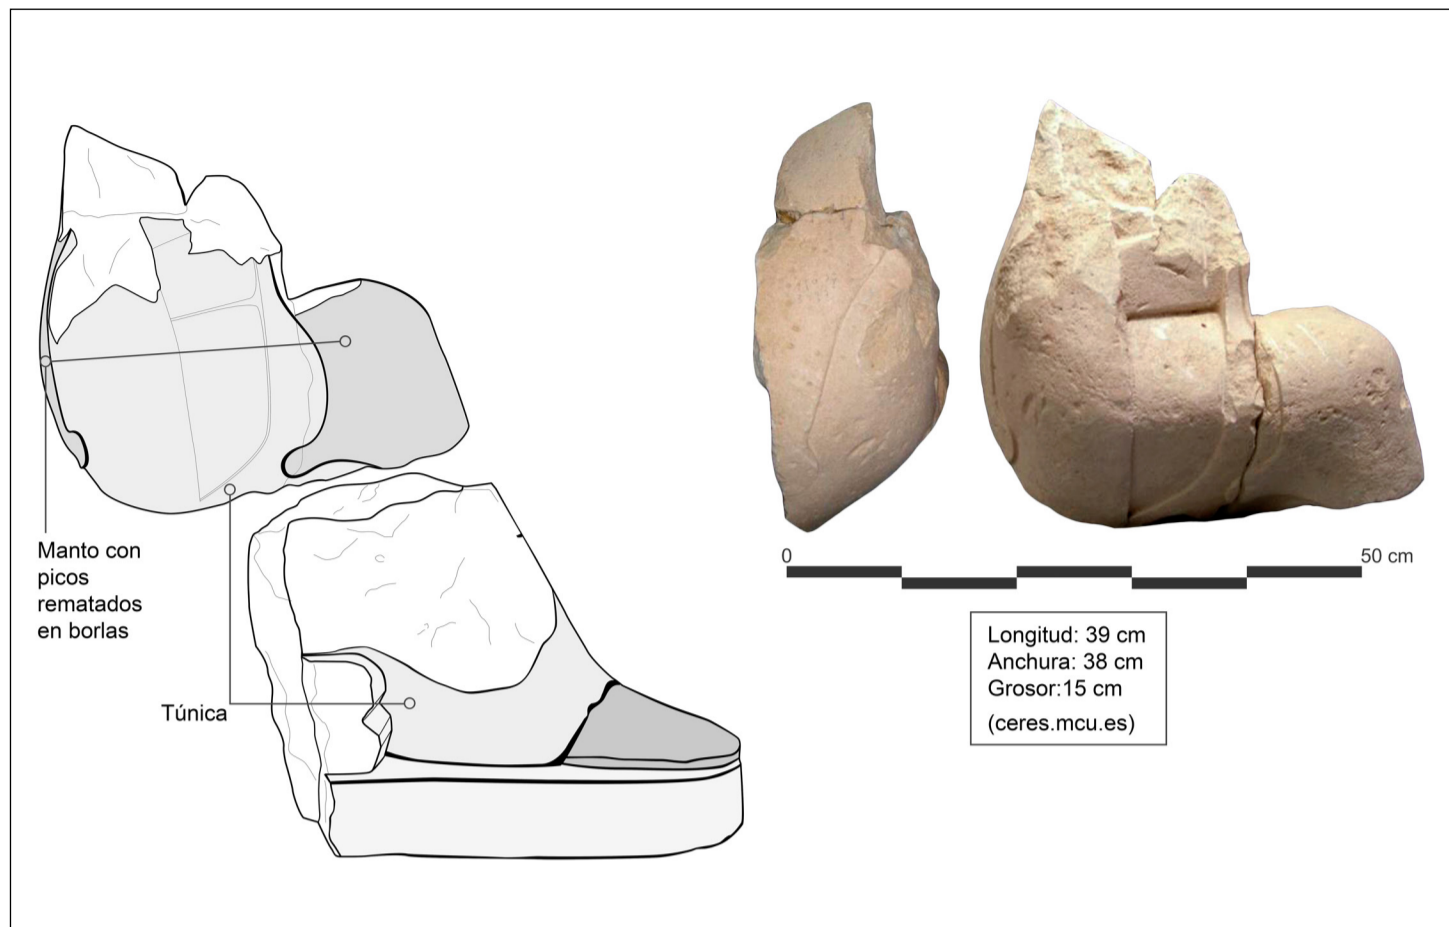 Manto con
picos
rematados
en borlas
Túnica
0
50 cm
Longitud: 39 cm
Anchura: 38 cm
Grosor:15 cm
(ceres.mcu.es)